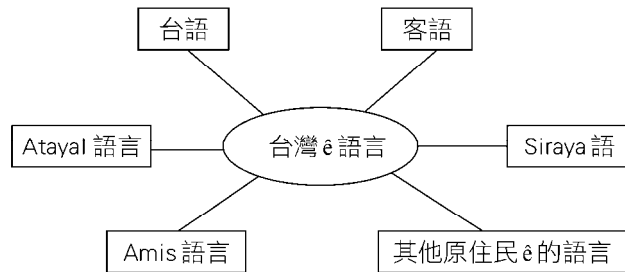 台語
客語
Atayal 語言
台灣 ê 語言
Siraya 語
Amis 語言
其他原住民 ê 的語言